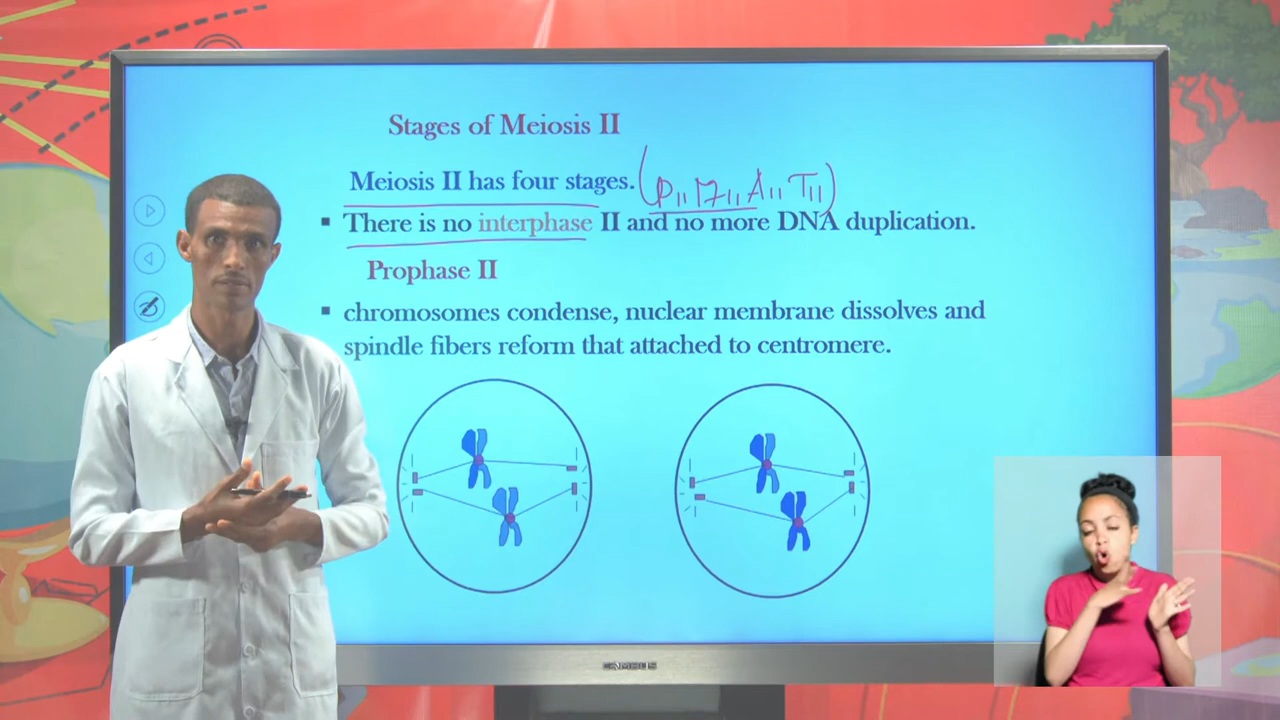 Stages of Meiosis II
Meiosis II has four stages. (P II M II A II T II)
▪ There is no interphase II and no more DNA duplication.
Prophase II
▪ chromosomes condense, nuclear membrane dissolves and
spindle fibers reform that attached to centromere.